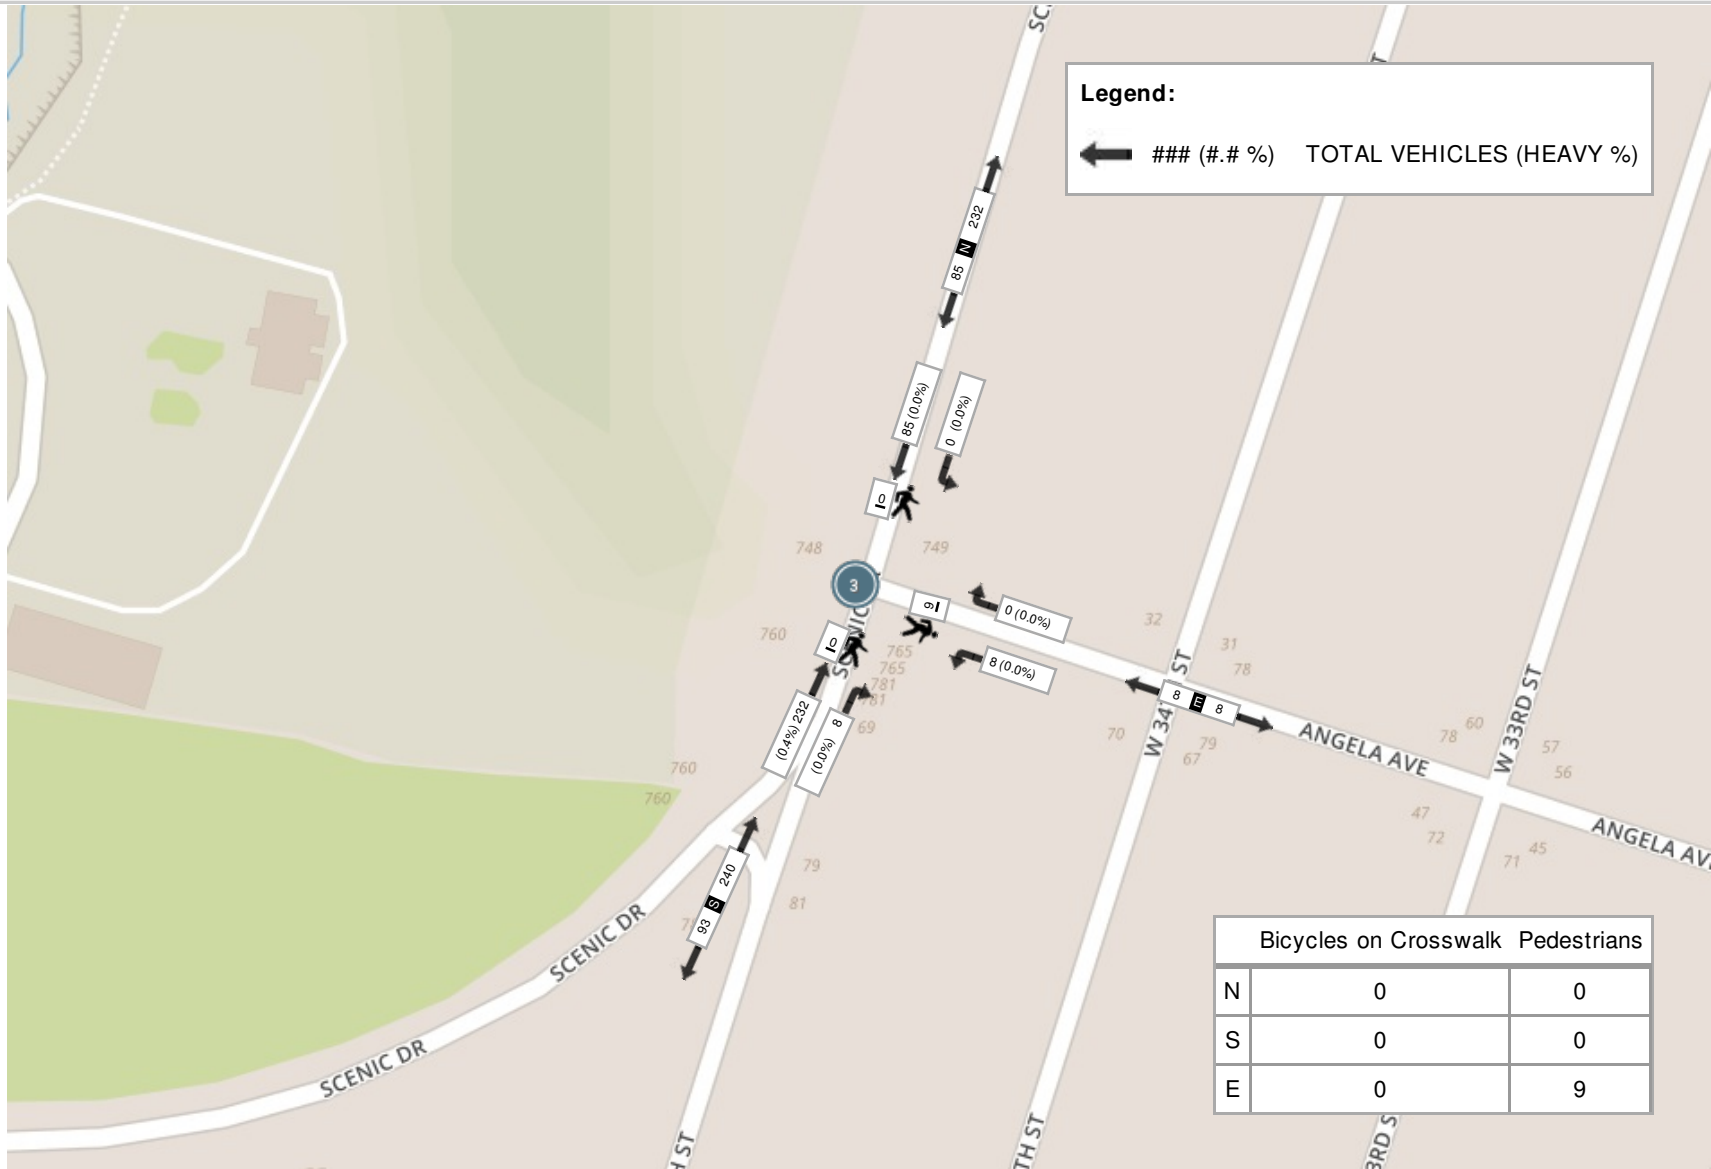 SC
T
Legend:
### (#.# %) TOTAL VEHICLES (HEAVY %)
232
N
85
85 (0.0%)
0 (0.0%)
0
748
749
3
9
0 (0.0%)
32
760
0
765
765
781
781
69
8 (0.0%)
31
78
(0.4%) 232
(0.0%) 8
8 E 8
W 34
ST
W 33RD ST
70
79
67
ANGELA AVE
60
78
57
56
760
760
47
72
45
71
ANGELA AV
240
S
93
79
81
SCENIC DR
SCENIC DR
H ST
TH ST
3RD S
Bicycles on Crosswalk Pedestrians
N 0 0
S 0 0
E 0 9